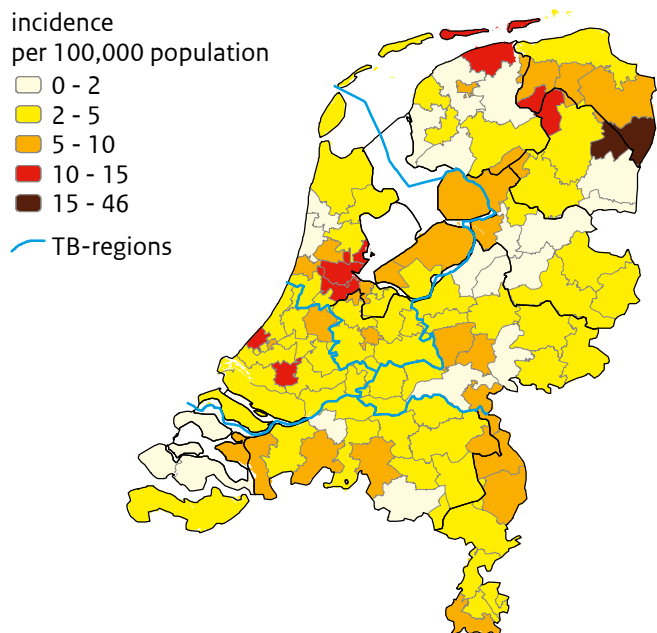 incidence
per 100,000 population
0 - 2
2 - 5
5 - 10
10 - 15
15 - 46
TB-regions